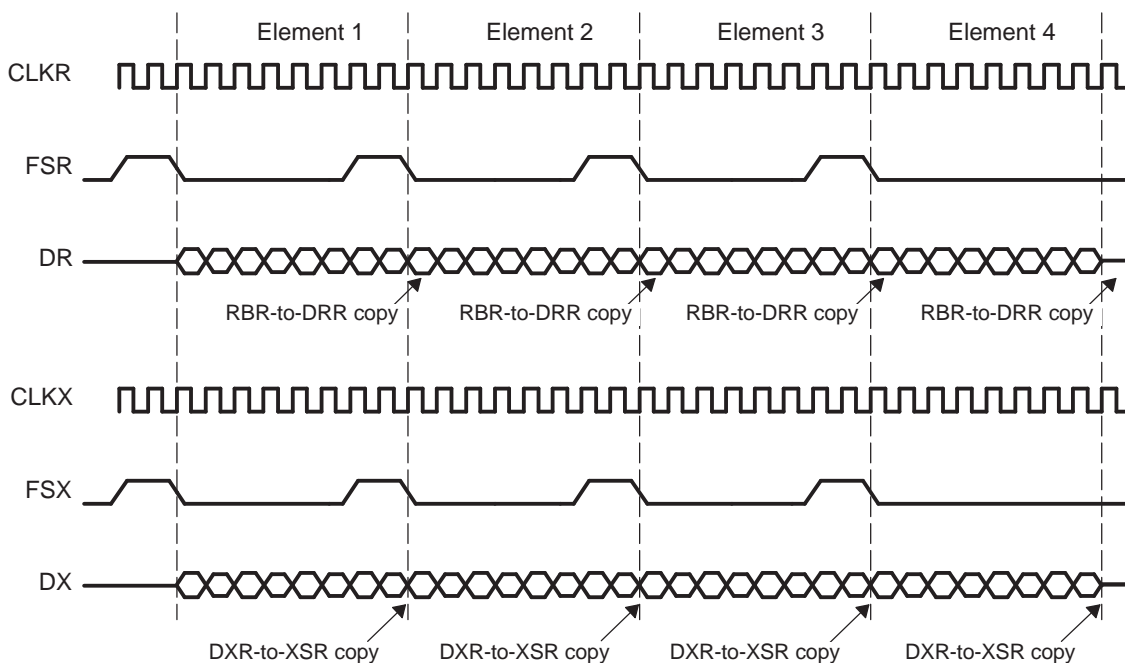 Element 1 Element 2 Element 3 Element 4
CLKR
FSR
DR
RBR-to-DRR copy RBR-to-DRR copy RBR-to-DRR copy RBR-to-DRR copy
CLKX
FSX
DX
DXR-to-XSR copy DXR-to-XSR copy DXR-to-XSR copy DXR-to-XSR copy